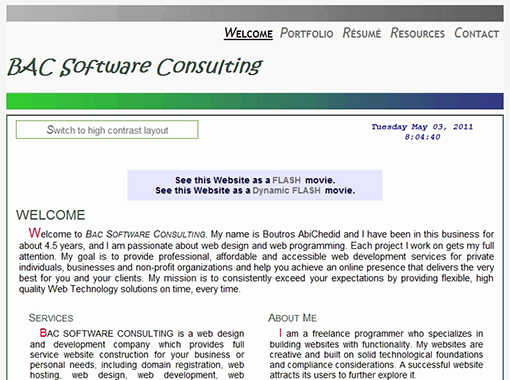 Welcome Portfolio Résumé Resources Contact
BAC Software Consulting
Switch to high contrast layout
Tuesday May 03, 2011
8:04:40
See this Website as a FLASH movie.
See this Website as a Dynamic FLASH movie.
WELCOME
Welcome to BAC Software Consulting. My name is Boutros AbiChedid and I have been in this business for
about 4.5 years, and I am passionate about web design and web programming. Each project I work on gets my full
attention. My goal is to provide professional, affordable and accessible web development services for private
individuals, businesses and non-profit organizations and help you achieve an online presence that delivers the very
best for you and your clients. My mission is to consistently exceed your expectations by providing flexible, high
quality Web Technology solutions on time, every time.
Services
BAC SOFTWARE CONSULTING is a web design
and development company which provides full
service website construction for your business or
personal needs, including domain registration, web
hosting, web design, web development, web
About Me
I am a freelance programmer who specializes in
building websites with functionality. My websites are
creative and built on solid technological foundations
and compliance considerations. A successful website
attracts its users to further explore it.